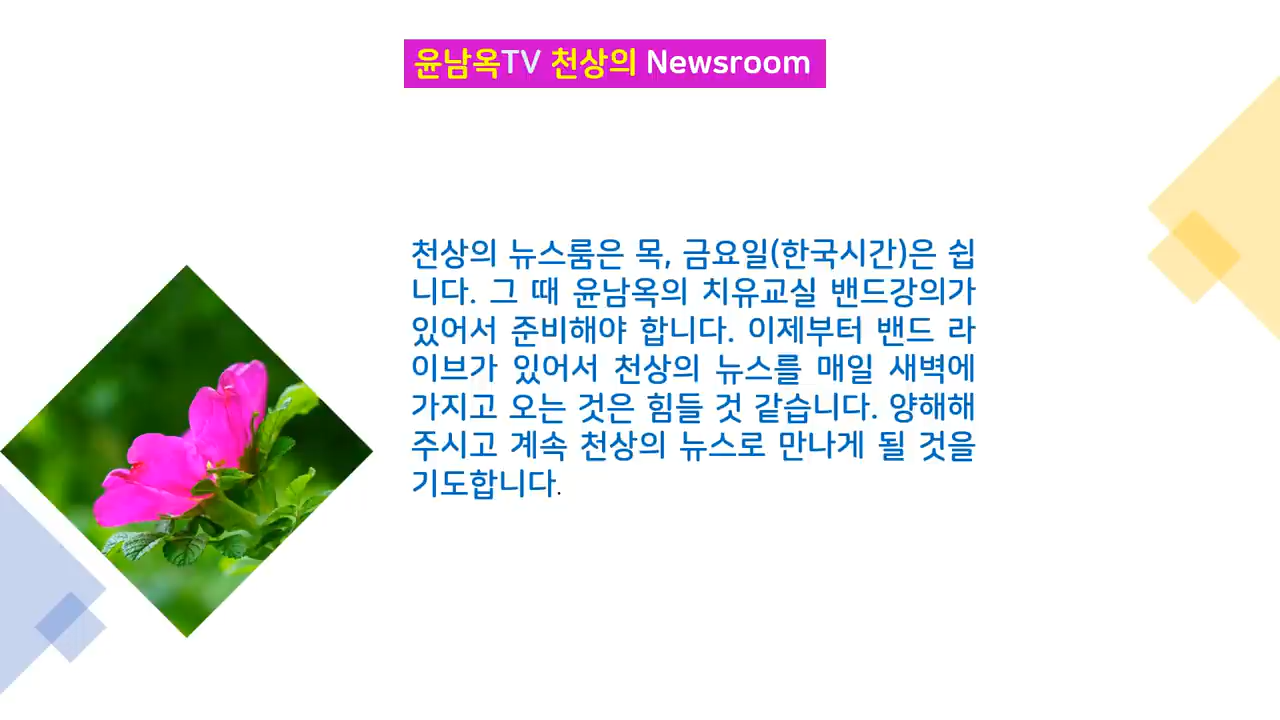 윤남옥TV 천상의 Newsroom
천상의 뉴스룸은 목, 금요일(한국시간)은 쉽
니다. 그 때 윤남옥의 치유교실 밴드강의가
있어서 준비해야 합니다. 이제부터 밴드 라
이브가 있어서 천상의 뉴스를 매일 새벽에
가지고 오는 것은 힘들 것 같습니다. 양해해
주시고 계속 천상의 뉴스로 만나게 될 것을
기도합니다.